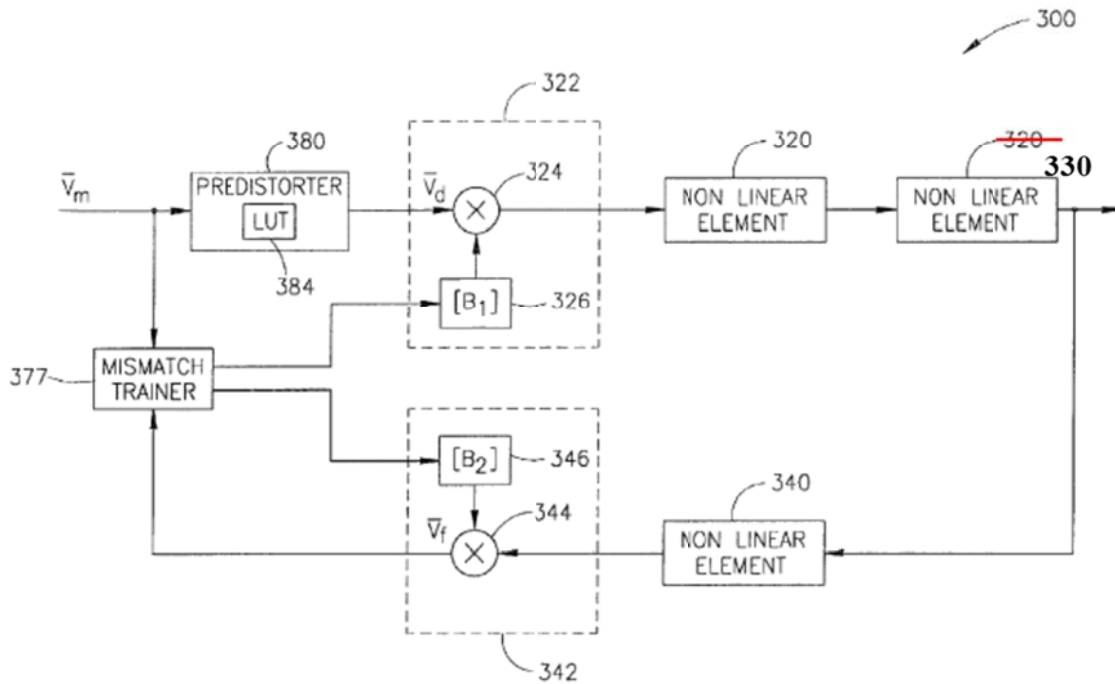 300
322
380
320
320
330
V̄m
PREDISTORTER
LUT
384
V̄d
324
NON LINEAR
ELEMENT
NON LINEAR
ELEMENT
[B1]
326
377
MISMATCH
TRAINER
[B2]
346
340
V̄f
344
NON LINEAR
ELEMENT
342